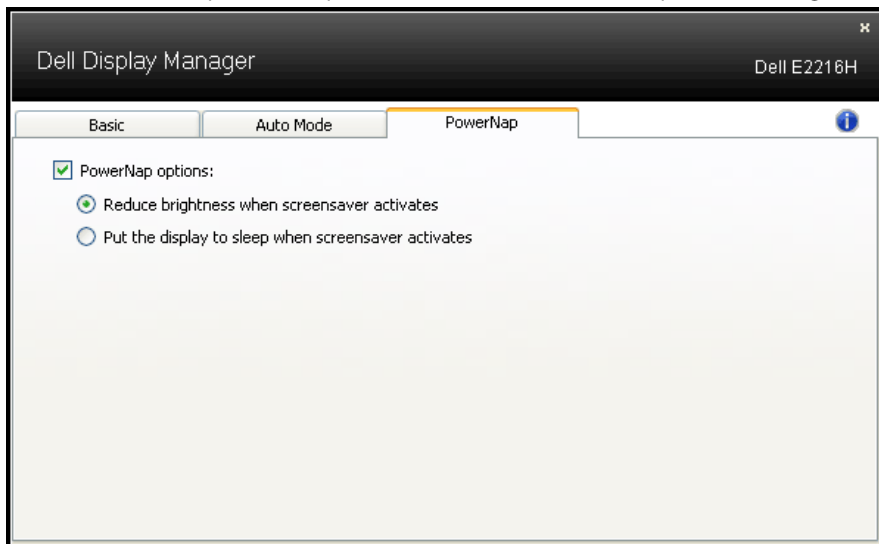 x
Dell Display Manager
Dell E2216H
Basic
Auto Mode
PowerNap
i
PowerNap options:
Reduce brightness when screensaver activates
Put the display to sleep when screensaver activates